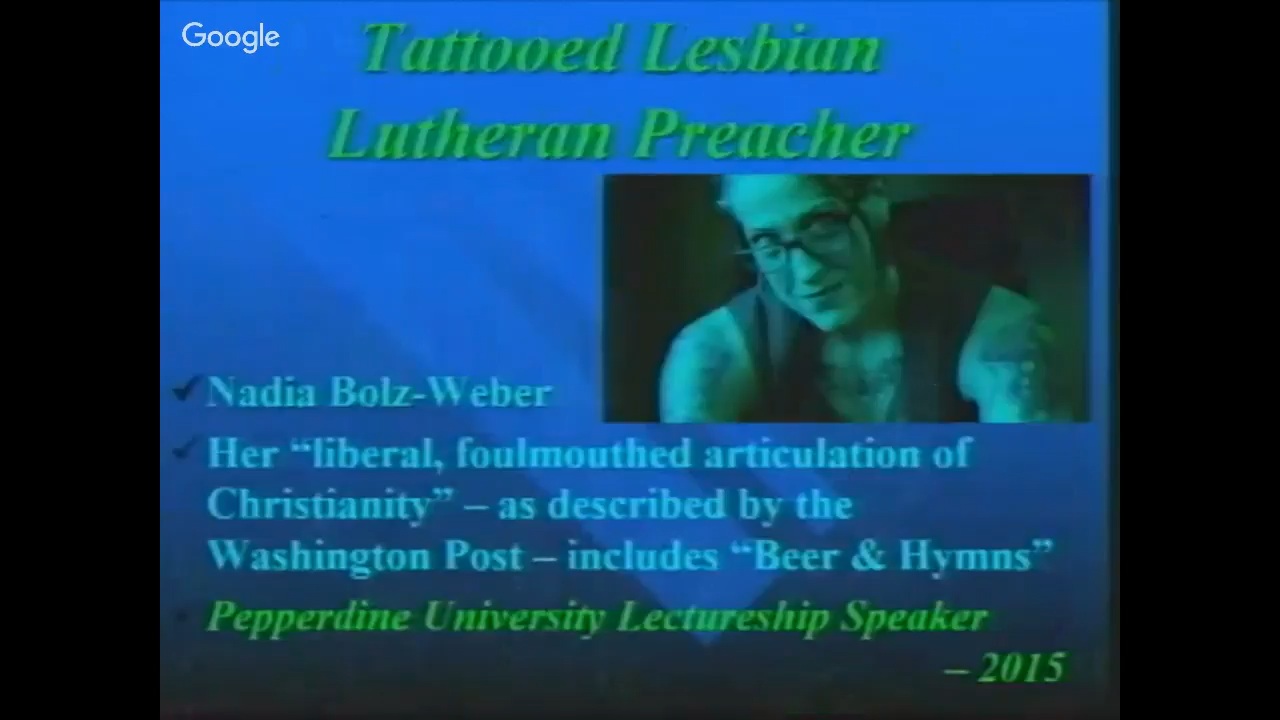 Google
Tattooed Lesbian
Lutheran Preacher
Nadia Bolz-Weber
Her “liberal, foulmouthed articulation of
Christianity” – as described by the
Washington Post – includes “Beer & Hymns”
Pepperdine University Lectureship Speaker
– 2015